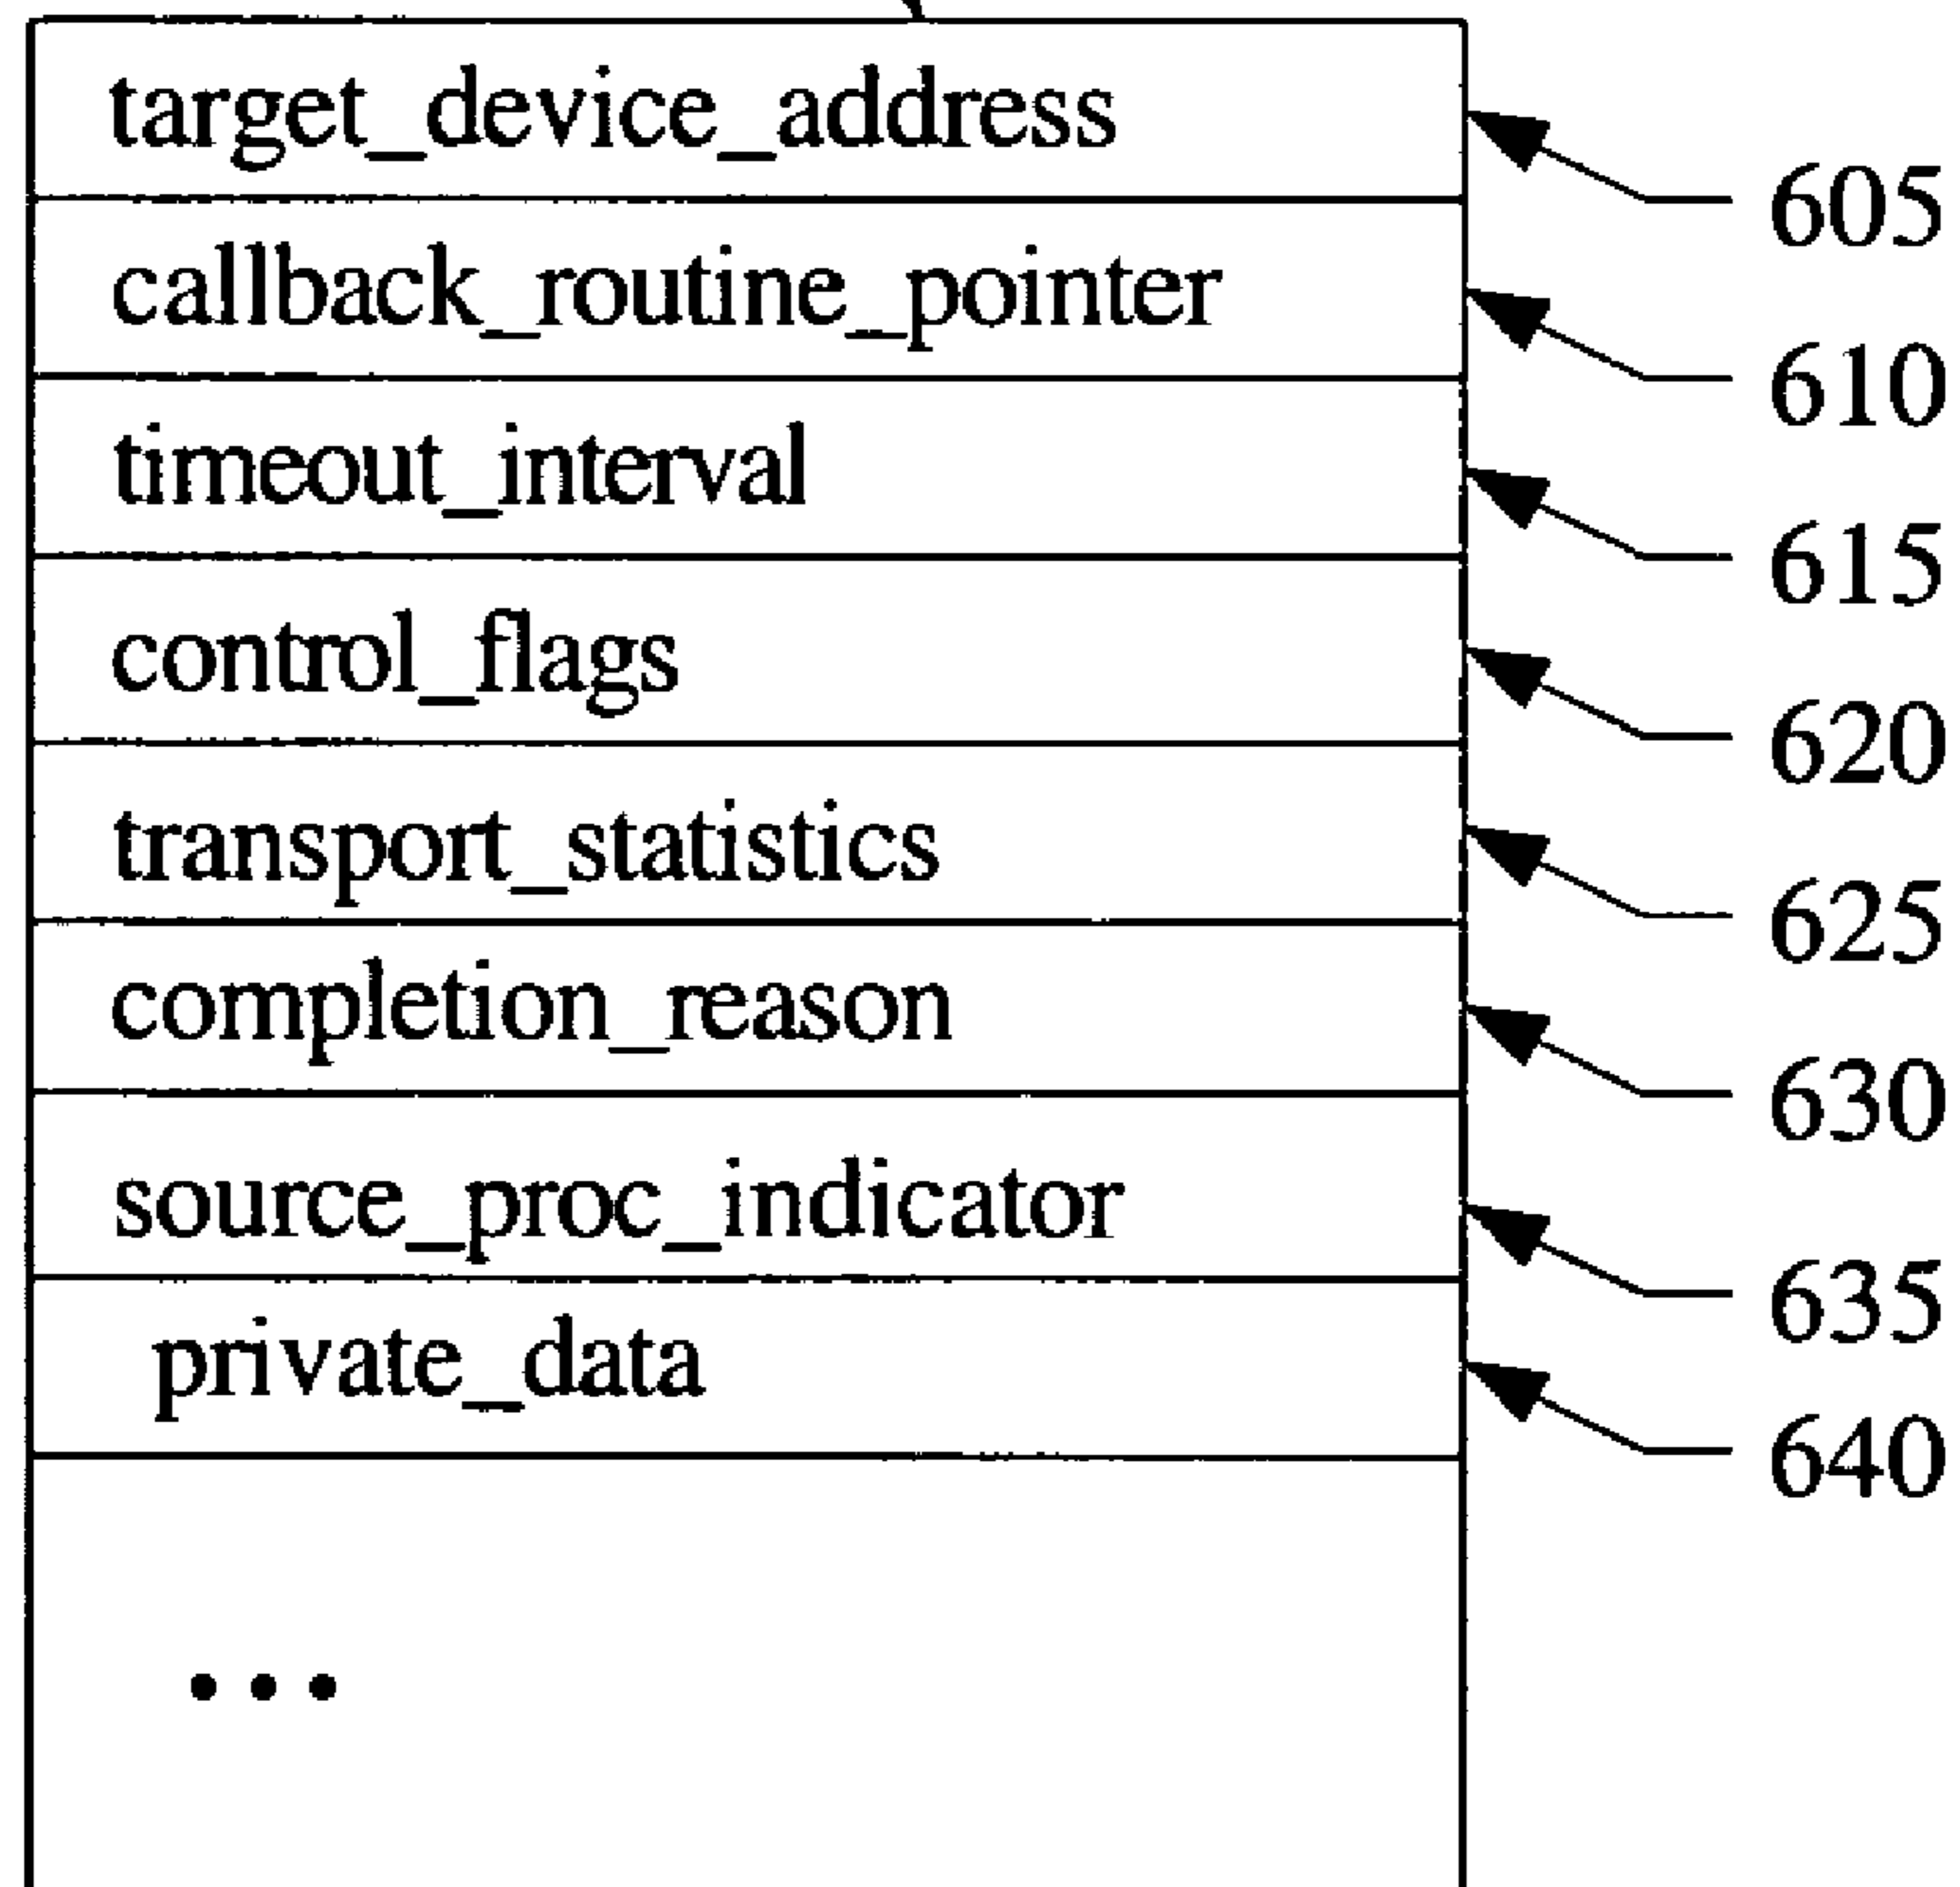 target_device_address
605
callback_routine_pointer
610
timeout_interval
615
control_flags
620
transport_statistics
625
completion_reason
630
source_proc_indicator
635
private_data
640
...